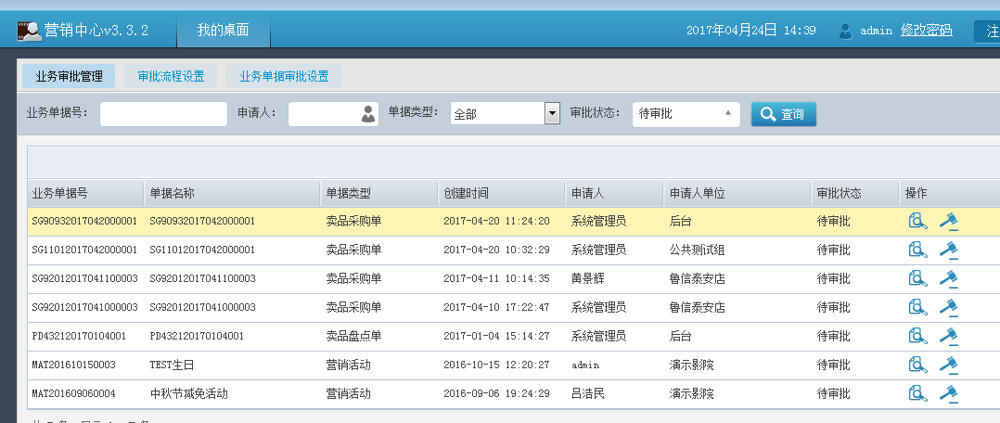 营销中心v3.3.2 我的桌面 2017年04月24日 14:39 admin 修改密码 注
业务审批管理 审批流程设置 业务单据审批设置
业务单据号: 申请人: 单据类型: 全部 审批状态: 待审批 查询
业务单据号 单据名称 单据类型 创建时间 申请人 申请人单位 审批状态 操作
SG90932017042000001 SG90932017042000001 卖品采购单 2017-04-20 11:24:20 系统管理员 后台 待审批
SG11012017042000001 SG11012017042000001 卖品采购单 2017-04-20 10:32:29 系统管理员 公共测试组 待审批
SG92012017041100003 SG92012017041100003 卖品采购单 2017-04-11 10:14:35 黄景辉 鲁信泰安店 待审批
SG92012017041000003 SG92012017041000003 卖品采购单 2017-04-10 17:22:47 系统管理员 鲁信泰安店 待审批
PD432120170104001 PD432120170104001 卖品盘点单 2017-01-04 15:14:27 系统管理员 后台 待审批
MAT201610150003 TEST生日 营销活动 2016-10-15 12:20:27 admin 演示影院 待审批
MAT201609060004 中秋节减免活动 营销活动 2016-09-06 19:24:29 吕浩民 演示影院 待审批